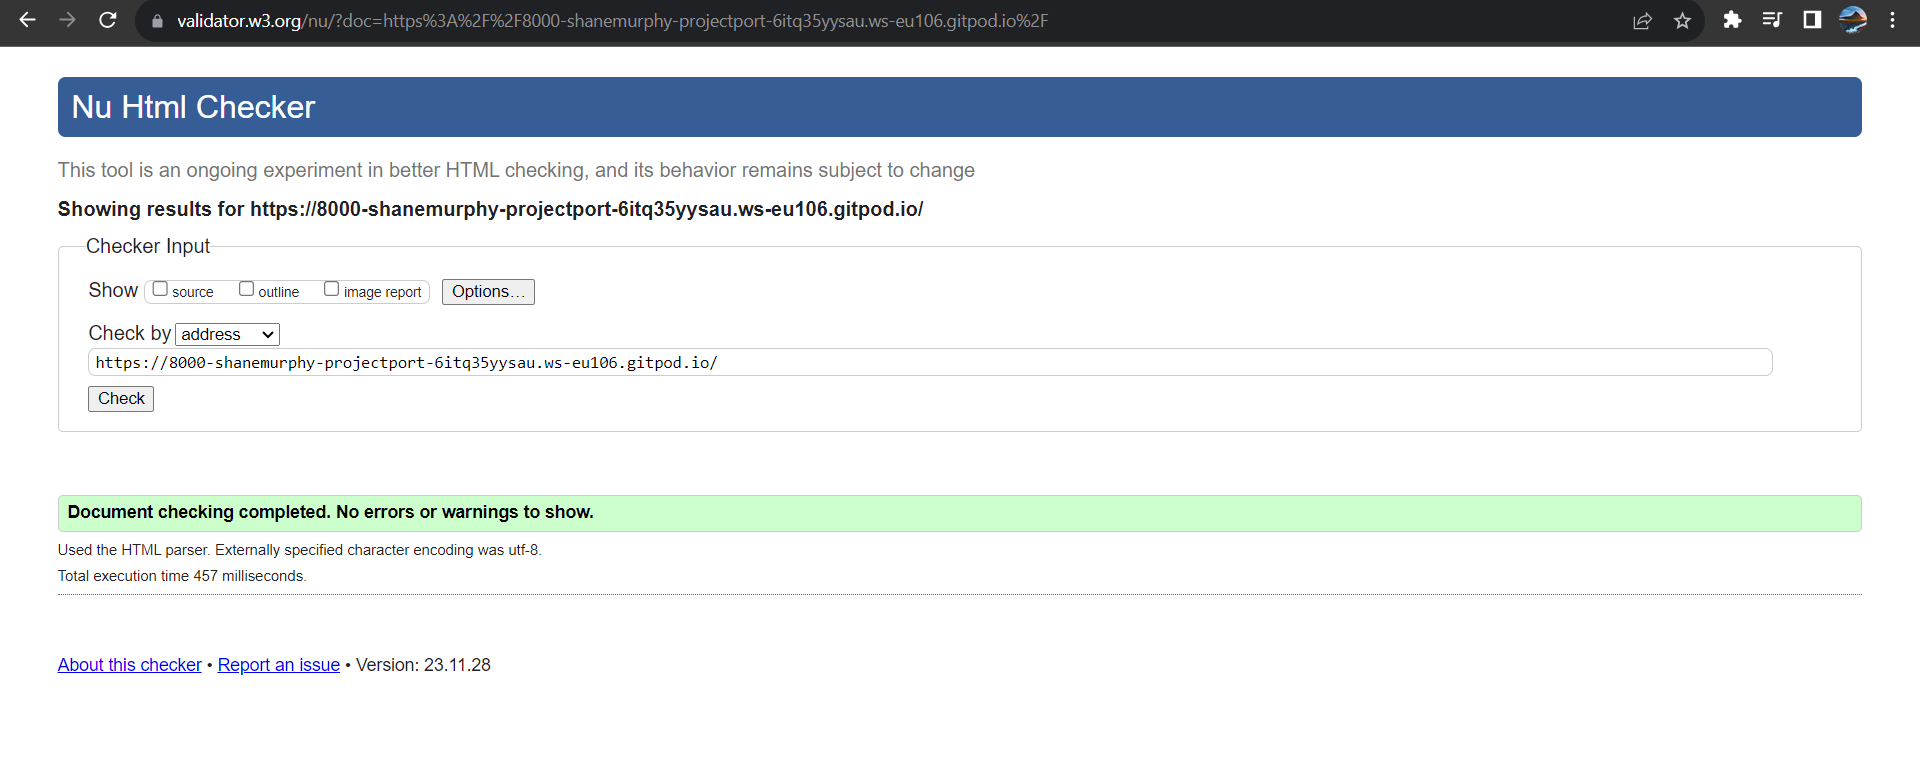 validator.w3.org/nu/?doc=https%3A%2F%2F8000-shanemurphy-projectport-6itq35yysau.ws-eu106.gitpod.io%2F
Nu Html Checker
This tool is an ongoing experiment in better HTML checking, and its behavior remains subject to change
Showing results for https://8000-shanemurphy-projectport-6itq35yysau.ws-eu106.gitpod.io/
Checker Input
Show source outline image report Options...
Check by address
https://8000-shanemurphy-projectport-6itq35yysau.ws-eu106.gitpod.io/
Check
Document checking completed. No errors or warnings to show.
Used the HTML parser. Externally specified character encoding was utf-8.
Total execution time 457 milliseconds.
About this checker • Report an issue • Version: 23.11.28